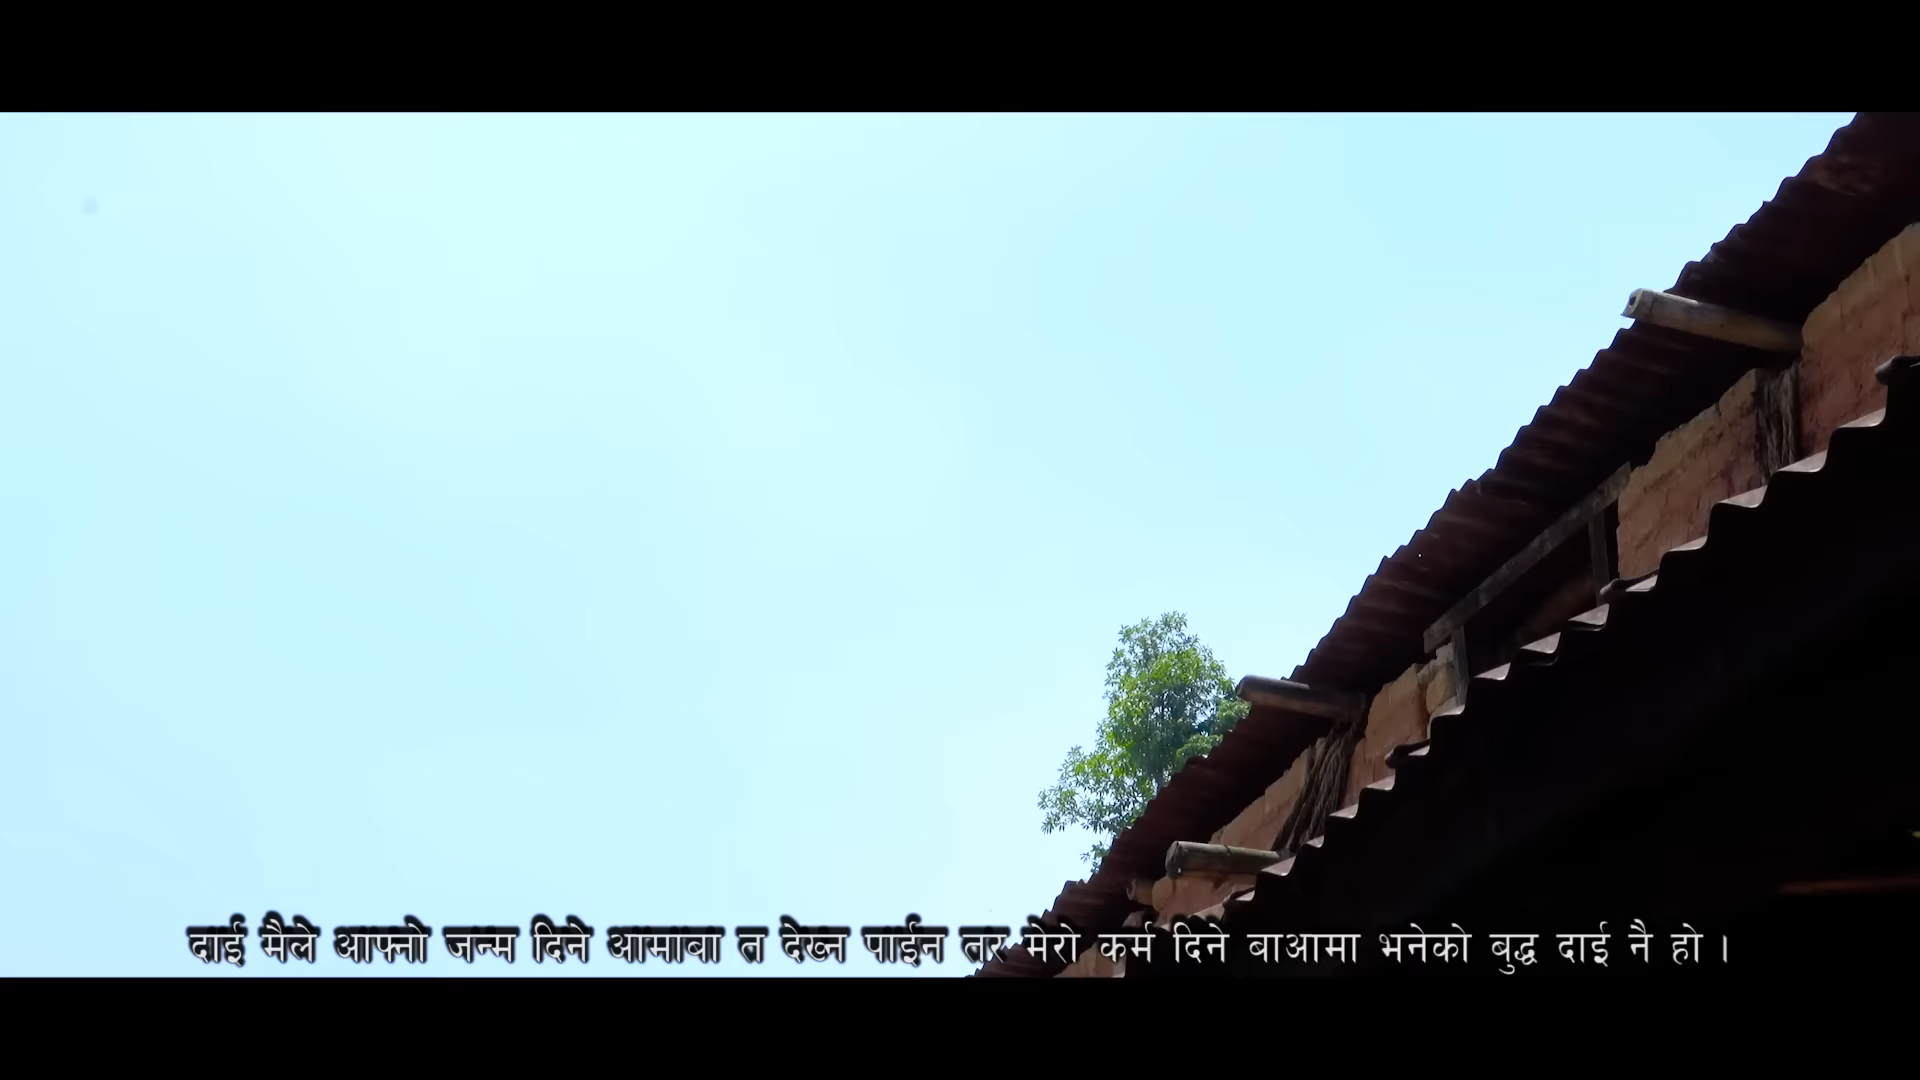 दाई मैले आफ्नो जन्म दिने आमाबा त देख्न पाईन तर मेरो कर्म दिने बाआमा भनेको बुद्ध दाई नै हो ।